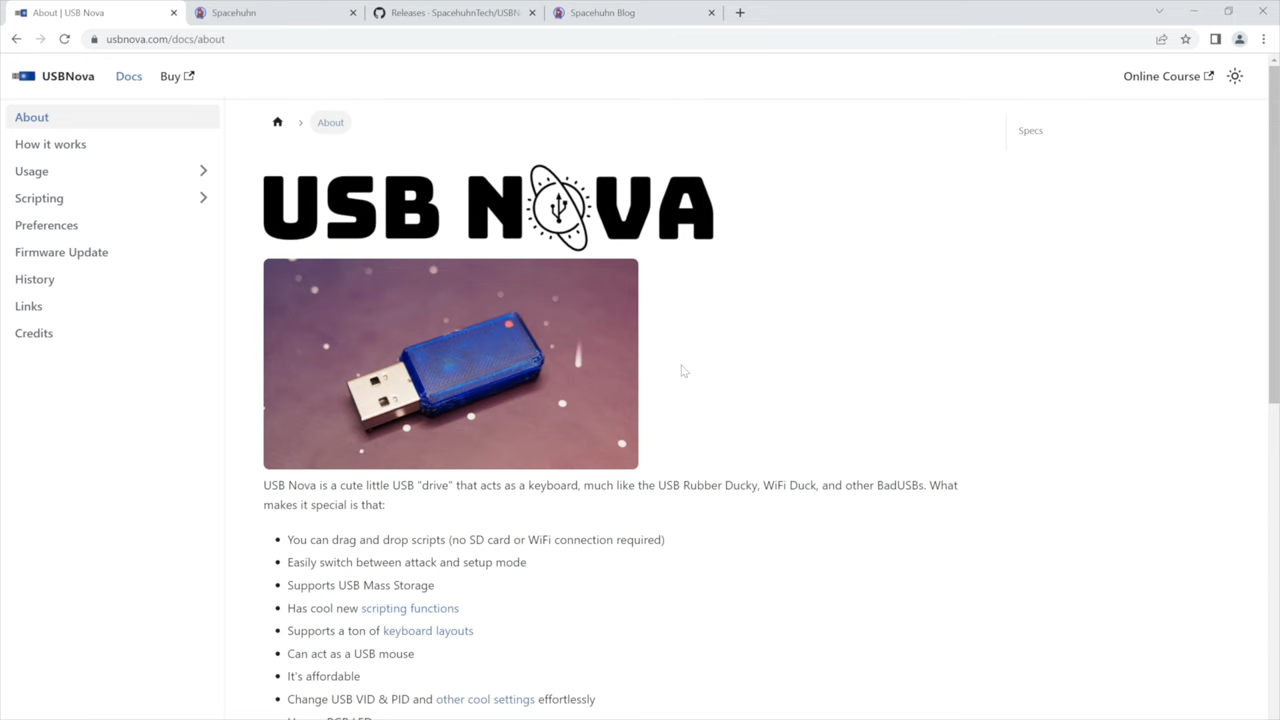 About | USB Nova
Spacehuhn
Releases · SpacehuhnTech/USBN
Spacehuhn Blog
usbnova.com/docs/about
USBNova
Docs
Buy
Online Course
About
How it works
Usage
Scripting
Preferences
Firmware Update
History
Links
Credits
About
Specs
USB NOVA
USB Nova is a cute little USB "drive" that acts as a keyboard, much like the USB Rubber Ducky, WiFi Duck, and other BadUSBs. What
makes it special is that:
You can drag and drop scripts (no SD card or WiFi connection required)
Easily switch between attack and setup mode
Supports USB Mass Storage
Has cool new scripting functions
Supports a ton of keyboard layouts
Can act as a USB mouse
It's affordable
Change USB VID & PID and other cool settings effortlessly